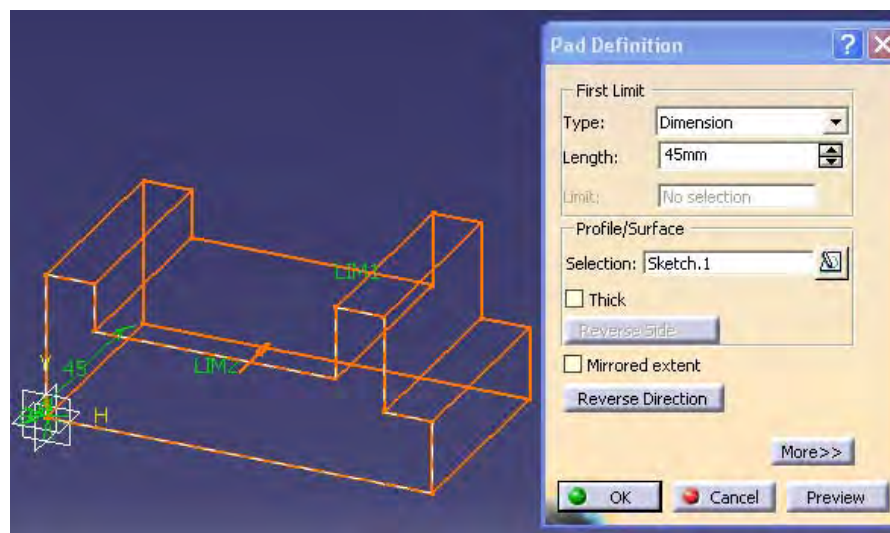 Pad Definition
First Limit
Type: Dimension
Length: 45mm
Limit: No selection
Profile/Surface
Selection: Sketch.1
Thick
Reverse Side
Mirrored extent
Reverse Direction
More>>
OK Cancel Preview
LIM1
LIM2
45
Y
H